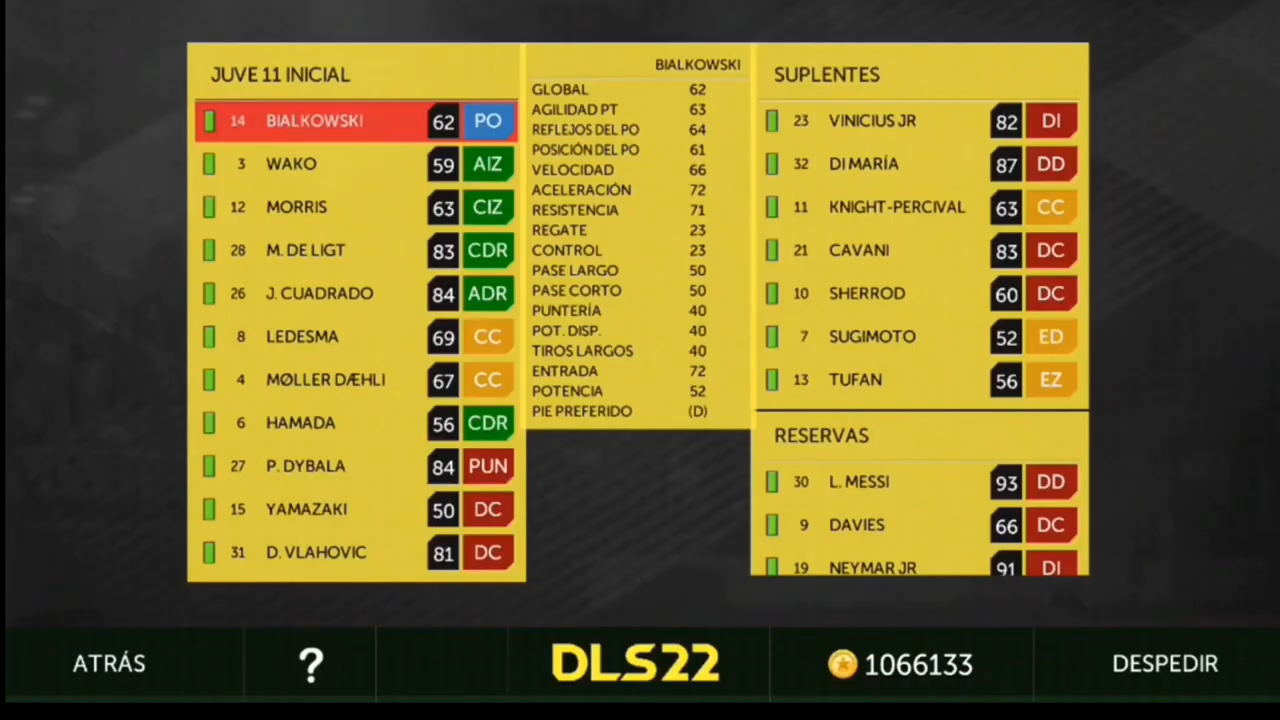 JUVE 11 INICIAL
14 BIALKOWSKI 62 PO
3 WAKO 59 AIZ
12 MORRIS 63 CIZ
28 M. DE LIGT 83 CDR
26 J. CUADRADO 84 ADR
8 LEDESMA 69 CC
4 MØLLER DÆHLI 67 CC
6 HAMADA 56 CDR
27 P. DYBALA 84 PUN
15 YAMAZAKI 50 DC
31 D. VLAHOVIC 81 DC
BIALKOWSKI
GLOBAL 62
AGILIDAD PT 63
REFLEJOS DEL PO 64
POSICIÓN DEL PO 61
VELOCIDAD 66
ACELERACIÓN 72
RESISTENCIA 71
REGATE 23
CONTROL 23
PASE LARGO 50
PASE CORTO 50
PUNTERÍA 40
POT. DISP. 40
TIROS LARGOS 40
ENTRADA 72
POTENCIA 52
PIE PREFERIDO (D)
SUPLENTES
23 VINICIUS JR 82 DI
32 DI MARÍA 87 DD
11 KNIGHT-PERCIVAL 63 CC
21 CAVANI 83 DC
10 SHERROD 60 DC
7 SUGIMOTO 52 ED
13 TUFAN 56 EZ
RESERVAS
30 L. MESSI 93 DD
9 DAVIES 66 DC
19 NEYMAR JR 91 DI
ATRÁS
?
DLS22
1066133
DESPEDIR